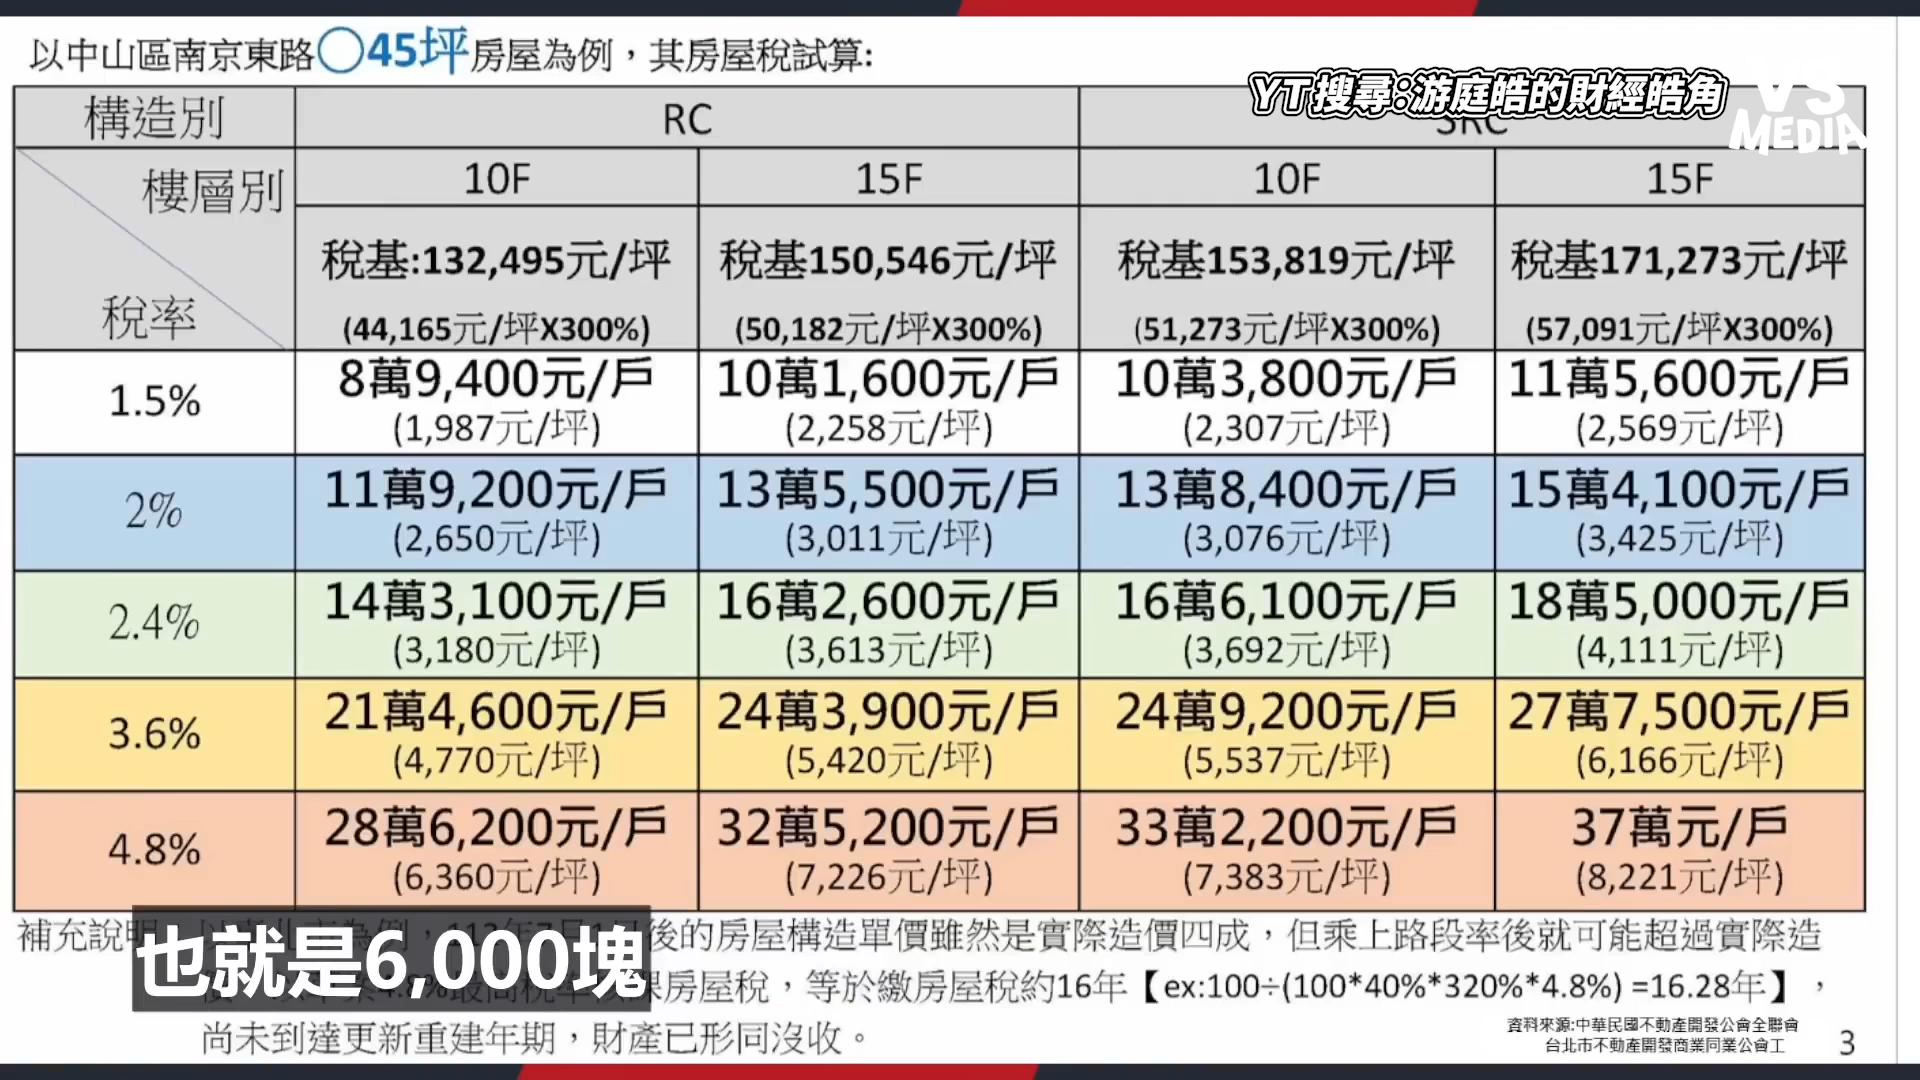 以中山區南京東路◯45坪房屋為例，其房屋稅試算:
YT搜尋:游庭皓的財經皓角
VS
MEDIA
構造別 RC SRC
樓層別 10F 15F 10F 15F
稅率
稅基:132,495元/坪 稅基150,546元/坪 稅基153,819元/坪 稅基171,273元/坪
(44,165元/坪X300%) (50,182元/坪X300%) (51,273元/坪X300%) (57,091元/坪X300%)
1.5% 8萬9,400元/戶 10萬1,600元/戶 10萬3,800元/戶 11萬5,600元/戶
(1,987元/坪) (2,258元/坪) (2,307元/坪) (2,569元/坪)
2% 11萬9,200元/戶 13萬5,500元/戶 13萬8,400元/戶 15萬4,100元/戶
(2,650元/坪) (3,011元/坪) (3,076元/坪) (3,425元/坪)
2.4% 14萬3,100元/戶 16萬2,600元/戶 16萬6,100元/戶 18萬5,000元/戶
(3,180元/坪) (3,613元/坪) (3,692元/坪) (4,111元/坪)
3.6% 21萬4,600元/戶 24萬3,900元/戶 24萬9,200元/戶 27萬7,500元/戶
(4,770元/坪) (5,420元/坪) (5,537元/坪) (6,166元/坪)
4.8% 28萬6,200元/戶 32萬5,200元/戶 33萬2,200元/戶 37萬元/戶
(6,360元/坪) (7,226元/坪) (7,383元/坪) (8,221元/坪)
補充說明 後的房屋構造單價雖然是實際造價四成，但乘上路段率後就可能超過實際造
房屋稅，等於繳房屋稅約16年【ex:100÷(100*40%*320%*4.8%) =16.28年】，
尚未到達更新重建年期，財產已形同沒收。
也就是6,000塊
資料來源:中華民國不動產開發公會全聯會
台北市不動產開發商業同業公會工
3